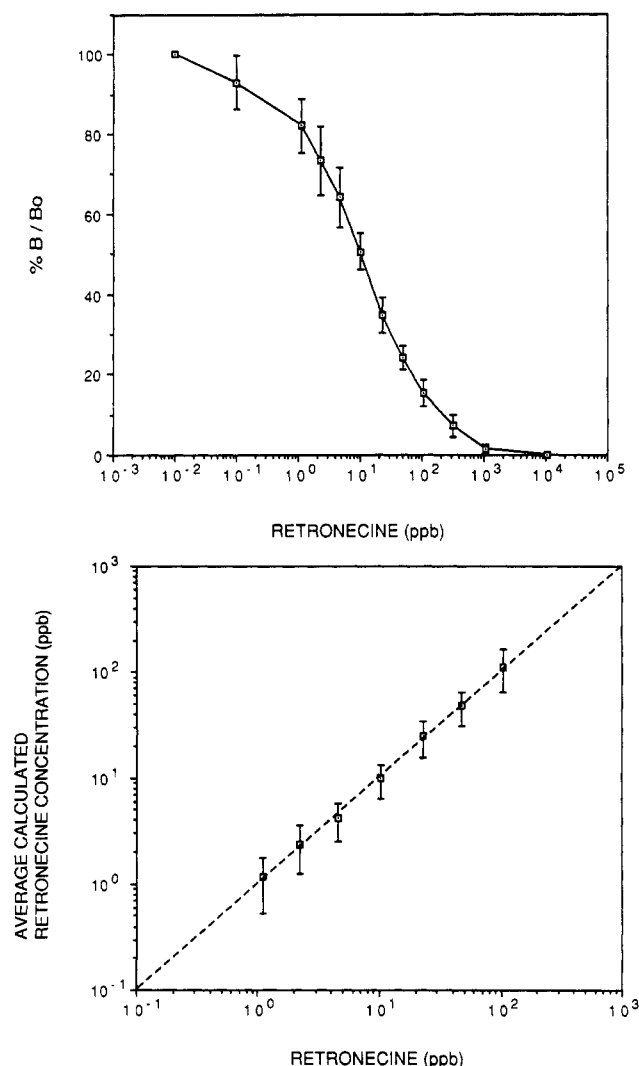 100
80
60
40
20
0
% B / Bo
10-3 10-2 10-1 100 101 102 103 104 105
RETRONECINE (ppb)
103
102
101
100
10-1
AVERAGE CALCULATED
RETRONECINE CONCENTRATION (ppb)
10-1 100 101 102 103
RETRONECINE (ppb)